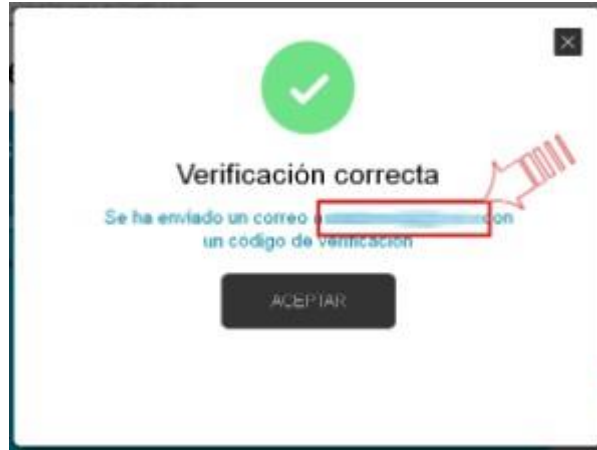 Verificación correcta
Se ha enviado un correo a con
un código de verificación
ACEPTAR